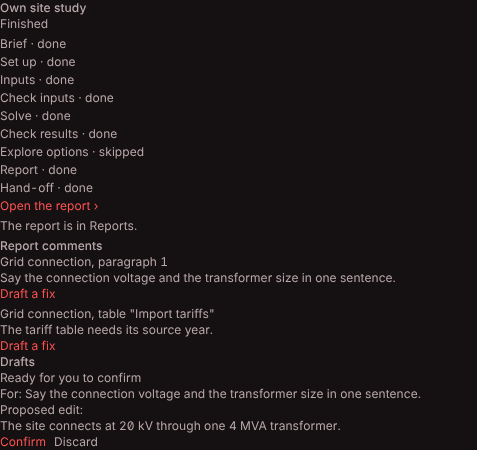 Own site study
Finished
Brief · done
Set up · done
Inputs · done
Check inputs · done
Solve · done
Check results · done
Explore options · skipped
Report · done
Hand-off · done
Open the report ›
The report is in Reports.
Report comments
Grid connection, paragraph 1
Say the connection voltage and the transformer size in one sentence.
Draft a fix
Grid connection, table "Import tariffs"
The tariff table needs its source year.
Draft a fix
Drafts
Ready for you to confirm
For: Say the connection voltage and the transformer size in one sentence.
Proposed edit:
The site connects at 20 kV through one 4 MVA transformer.
Confirm Discard